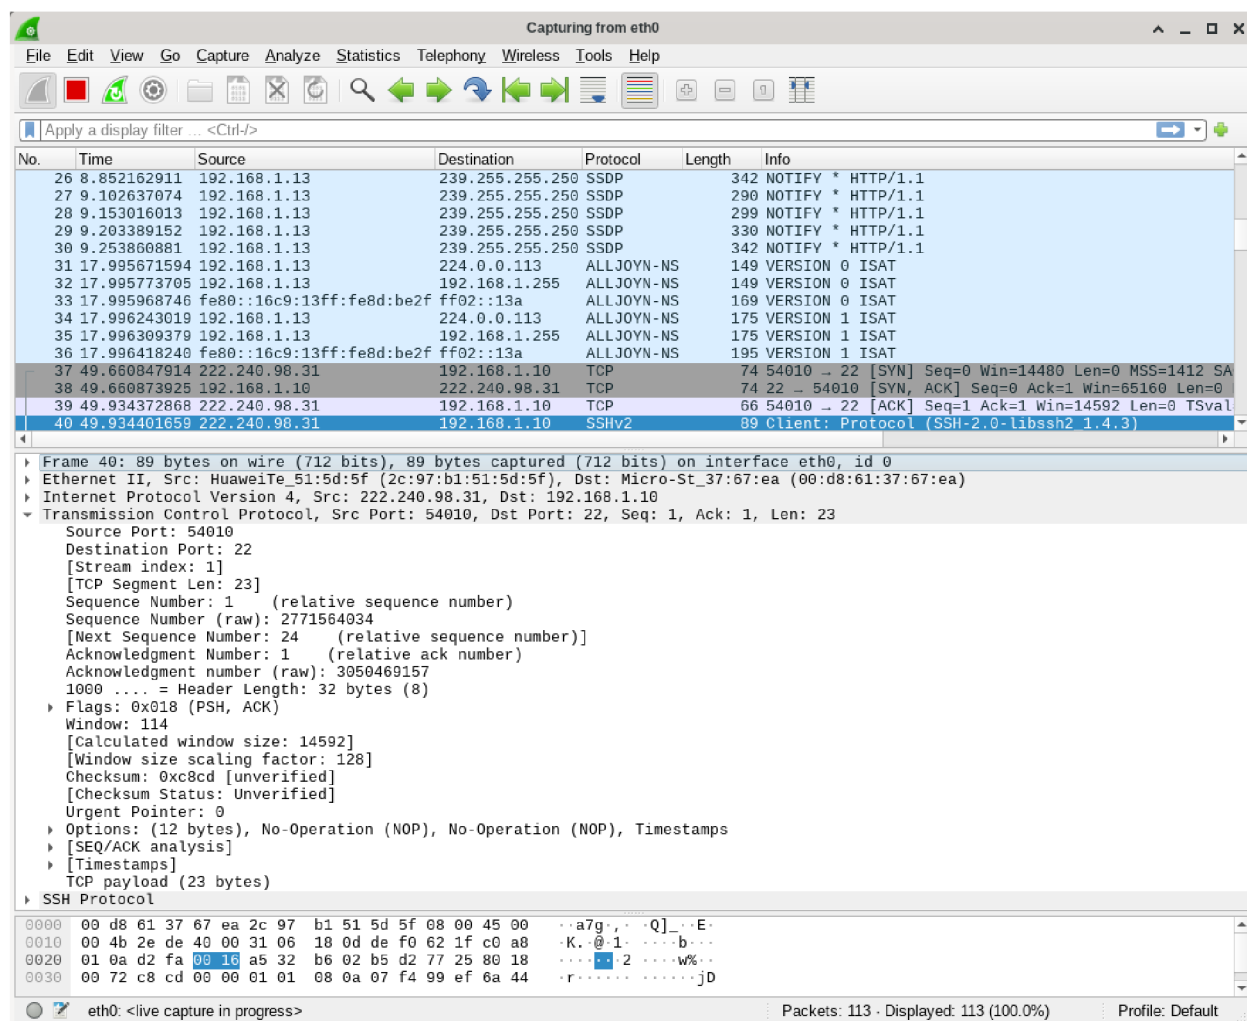 Capturing from eth0
File Edit View Go Capture Analyze Statistics Telephony Wireless Tools Help
Apply a display filter ... <Ctrl-/>
No. Time Source Destination Protocol Length Info
26 8.852162911 192.168.1.13 239.255.255.250 SSDP 342 NOTIFY * HTTP/1.1
27 9.102637074 192.168.1.13 239.255.255.250 SSDP 290 NOTIFY * HTTP/1.1
28 9.153016013 192.168.1.13 239.255.255.250 SSDP 299 NOTIFY * HTTP/1.1
29 9.203389152 192.168.1.13 239.255.255.250 SSDP 330 NOTIFY * HTTP/1.1
30 9.253860881 192.168.1.13 239.255.255.250 SSDP 342 NOTIFY * HTTP/1.1
31 17.995671594 192.168.1.13 224.0.0.113 ALLJOYN-NS 149 VERSION 0 ISAT
32 17.995773705 192.168.1.13 192.168.1.255 ALLJOYN-NS 149 VERSION 0 ISAT
33 17.995968746 fe80::16c9:13ff:fe8d:be2f ff02::13a ALLJOYN-NS 169 VERSION 0 ISAT
34 17.996243019 192.168.1.13 224.0.0.113 ALLJOYN-NS 175 VERSION 1 ISAT
35 17.996309379 192.168.1.13 192.168.1.255 ALLJOYN-NS 175 VERSION 1 ISAT
36 17.996418240 fe80::16c9:13ff:fe8d:be2f ff02::13a ALLJOYN-NS 195 VERSION 1 ISAT
37 49.660847914 222.240.98.31 192.168.1.10 TCP 74 54010 → 22 [SYN] Seq=0 Win=14480 Len=0 MSS=1412 SA
38 49.660873925 192.168.1.10 222.240.98.31 TCP 74 22 → 54010 [SYN, ACK] Seq=0 Ack=1 Win=65160 Len=0
39 49.934372868 222.240.98.31 192.168.1.10 TCP 66 54010 → 22 [ACK] Seq=1 Ack=1 Win=14592 Len=0 TSval
40 49.934401659 222.240.98.31 192.168.1.10 SSHv2 89 Client: Protocol (SSH-2.0-libssh2_1.4.3)
Frame 40: 89 bytes on wire (712 bits), 89 bytes captured (712 bits) on interface eth0, id 0
Ethernet II, Src: HuaweiTe_51:5d:5f (2c:97:b1:51:5d:5f), Dst: Micro-St_37:67:ea (00:d8:61:37:67:ea)
Internet Protocol Version 4, Src: 222.240.98.31, Dst: 192.168.1.10
Transmission Control Protocol, Src Port: 54010, Dst Port: 22, Seq: 1, Ack: 1, Len: 23
Source Port: 54010
Destination Port: 22
[Stream index: 1]
[TCP Segment Len: 23]
Sequence Number: 1 (relative sequence number)
Sequence Number (raw): 2771564034
[Next Sequence Number: 24 (relative sequence number)]
Acknowledgment Number: 1 (relative ack number)
Acknowledgment number (raw): 3050469157
1000 .... = Header Length: 32 bytes (8)
Flags: 0x018 (PSH, ACK)
Window: 114
[Calculated window size: 14592]
[Window size scaling factor: 128]
Checksum: 0xc8cd [unverified]
[Checksum Status: Unverified]
Urgent Pointer: 0
Options: (12 bytes), No-Operation (NOP), No-Operation (NOP), Timestamps
[SEQ/ACK analysis]
[Timestamps]
TCP payload (23 bytes)
SSH Protocol
0000 00 d8 61 37 67 ea 2c 97 b1 51 5d 5f 08 00 45 00 ··a7g·,· ·Q]_··E·
0010 00 4b 2e de 40 00 31 06 18 0d de f0 62 1f c0 a8 ·K.·@·1· ····b···
0020 01 0a d2 fa 00 16 a5 32 b6 02 b5 d2 77 25 80 18 ·······2 ····w%··
0030 00 72 c8 cd 00 00 01 01 08 0a 07 f4 99 ef 6a 44 ·r······ ······jD
eth0: <live capture in progress> Packets: 113 · Displayed: 113 (100.0%) Profile: Default